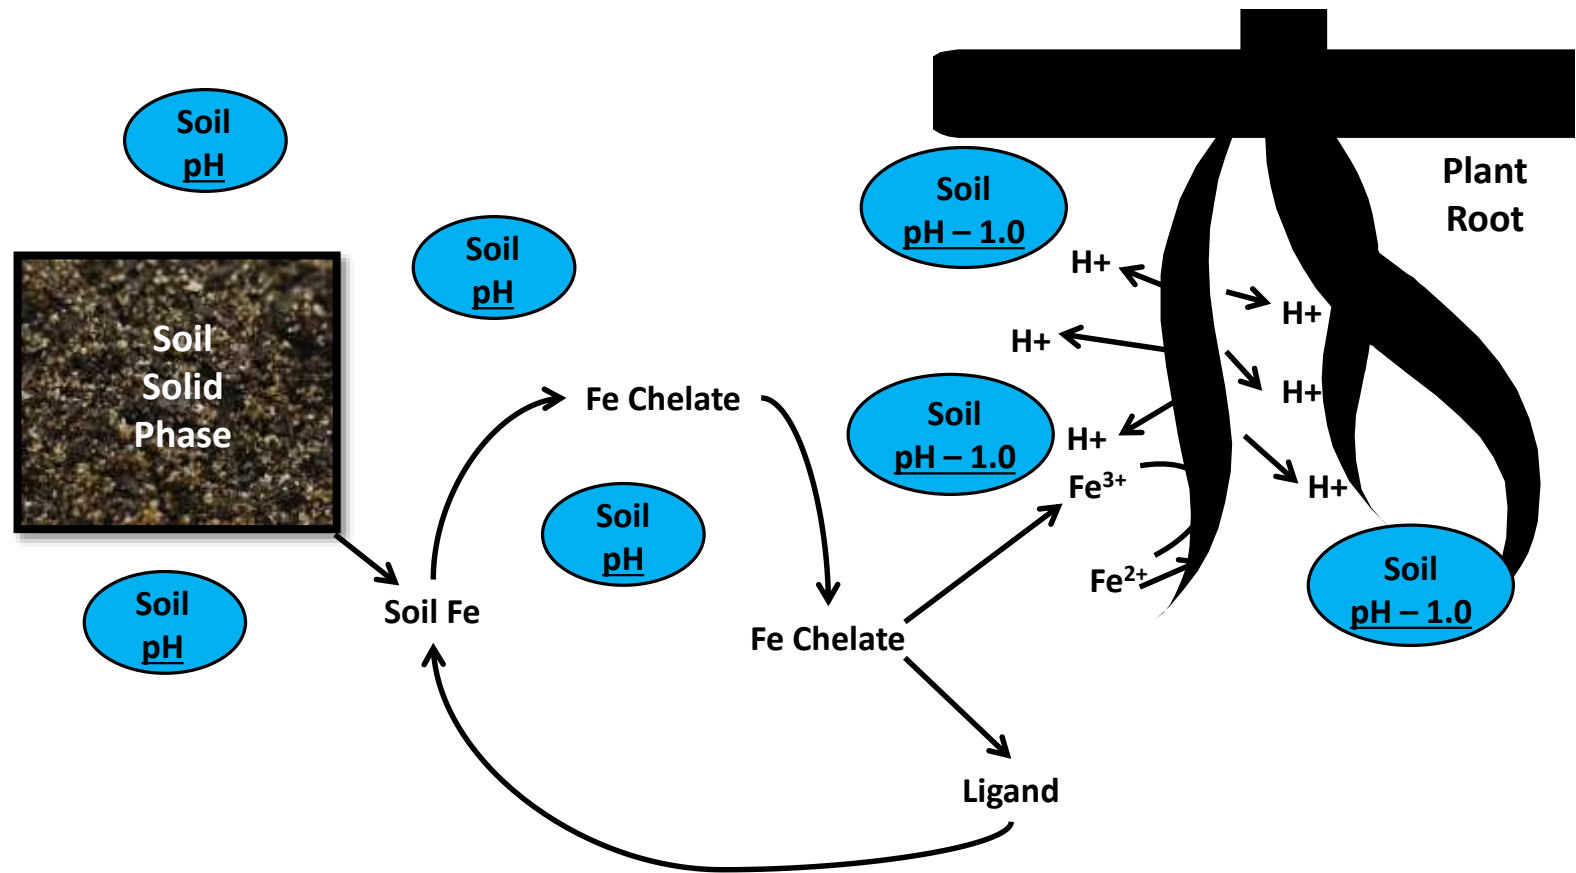 Soil
pH
Soil
pH
Soil
Solid
Phase
Soil
pH
Soil
pH
Soil Fe
Fe Chelate
Fe Chelate
Ligand
Soil
pH – 1.0
Soil
pH – 1.0
Soil
pH – 1.0
Plant
Root
H+
H+
H+
H+
H+
H+
Fe³⁺
Fe²⁺